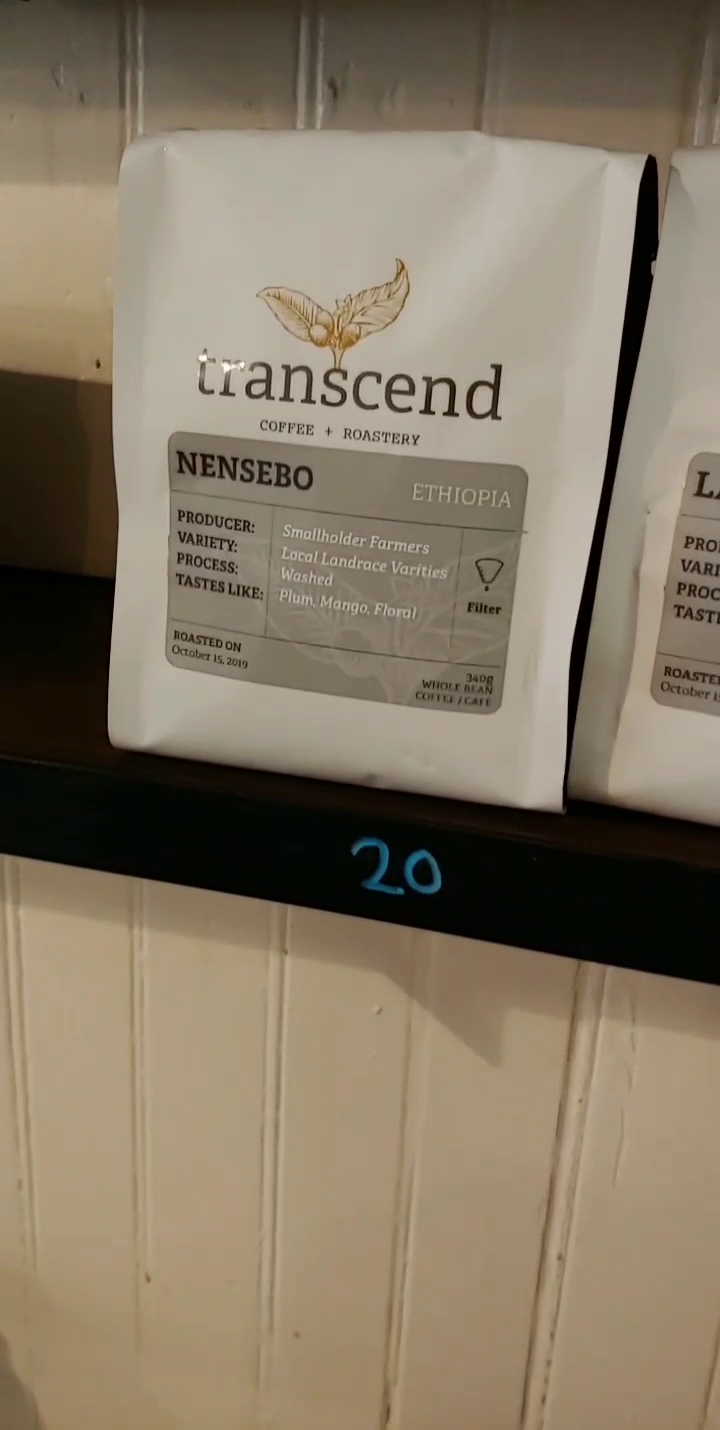 transcend
COFFEE + ROASTERY
NENSEBO
ETHIOPIA
PRODUCER: Smallholder Farmers
VARIETY: Local Landrace Varities
PROCESS: Washed
TASTES LIKE: Plum, Mango, Floral
Filter
ROASTED ON
October 15, 2019
340g
WHOLE BEAN
COFFEE / CAFÉ
20